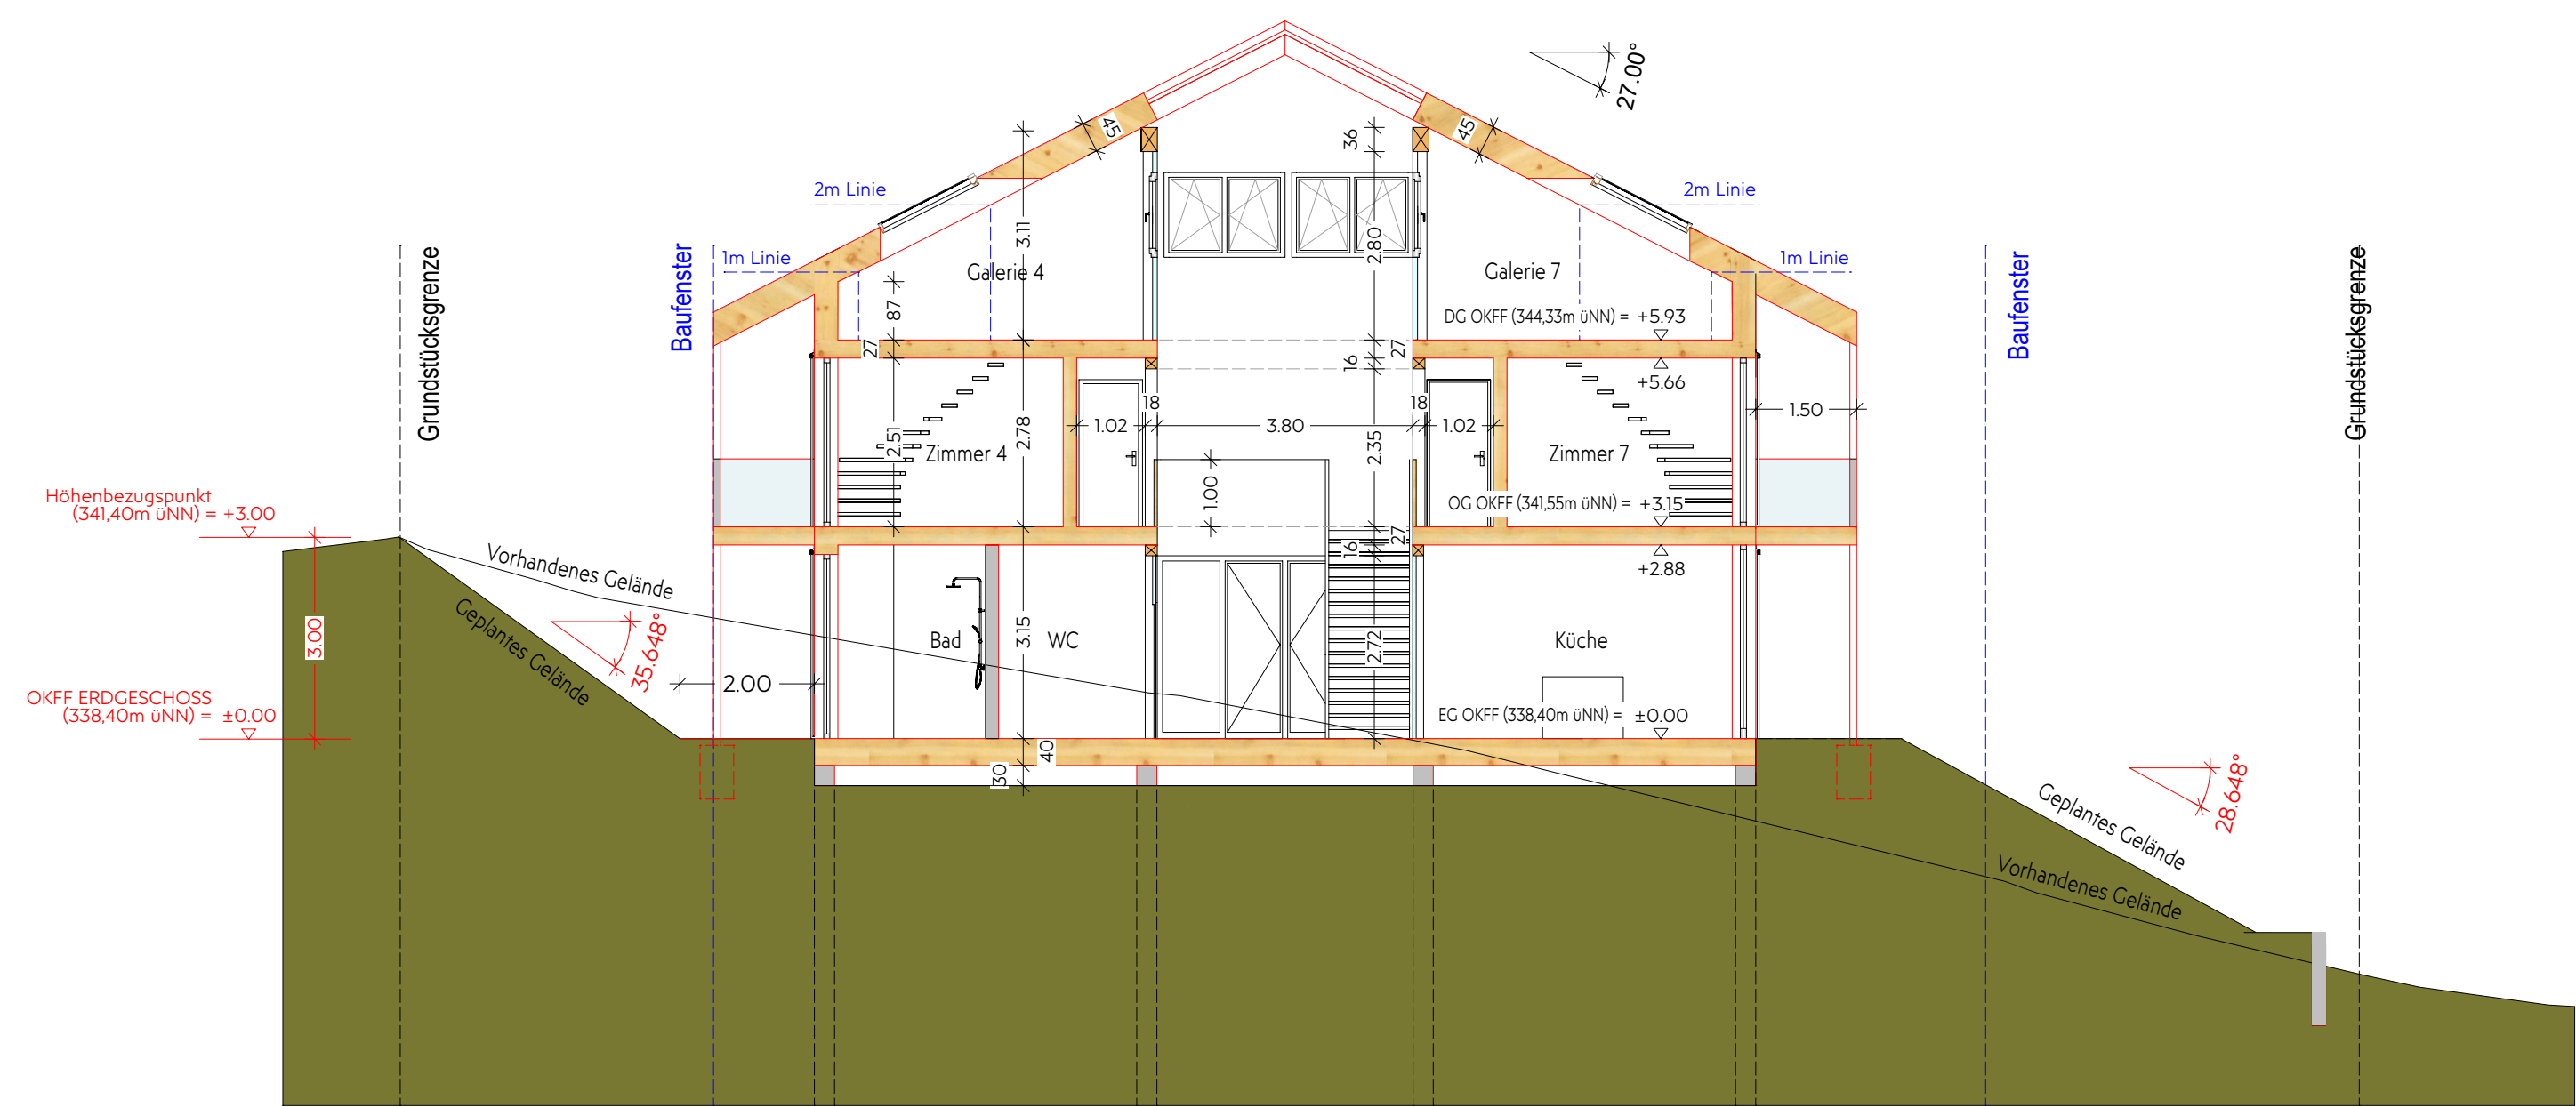 27.00°
45
45
36
2m Linie
2m Linie
3.11
2.80
1m Linie
1m Linie
Galerie 4
Galerie 7
Grundstücksgrenze
Baufenster
Baufenster
Grundstücksgrenze
87
DG OKFF (344,33m üNN) = +5.93
27
27
16
+5.66
18
18
1.02
3.80
1.02
1.50
2.51
2.78
2.35
Zimmer 4
Zimmer 7
1.00
Höhenbezugspunkt
(341,40m üNN) = +3.00
OG OKFF (341,55m üNN) = +3.15
27
16
+2.88
Vorhandenes Gelände
Geplantes Gelände
35.648°
3.00
3.15
2.72
Bad
WC
Küche
2.00
OKFF ERDGESCHOSS
(338,40m üNN) = ±0.00
EG OKFF (338,40m üNN) = ±0.00
40
30
28.648°
Geplantes Gelände
Vorhandenes Gelände